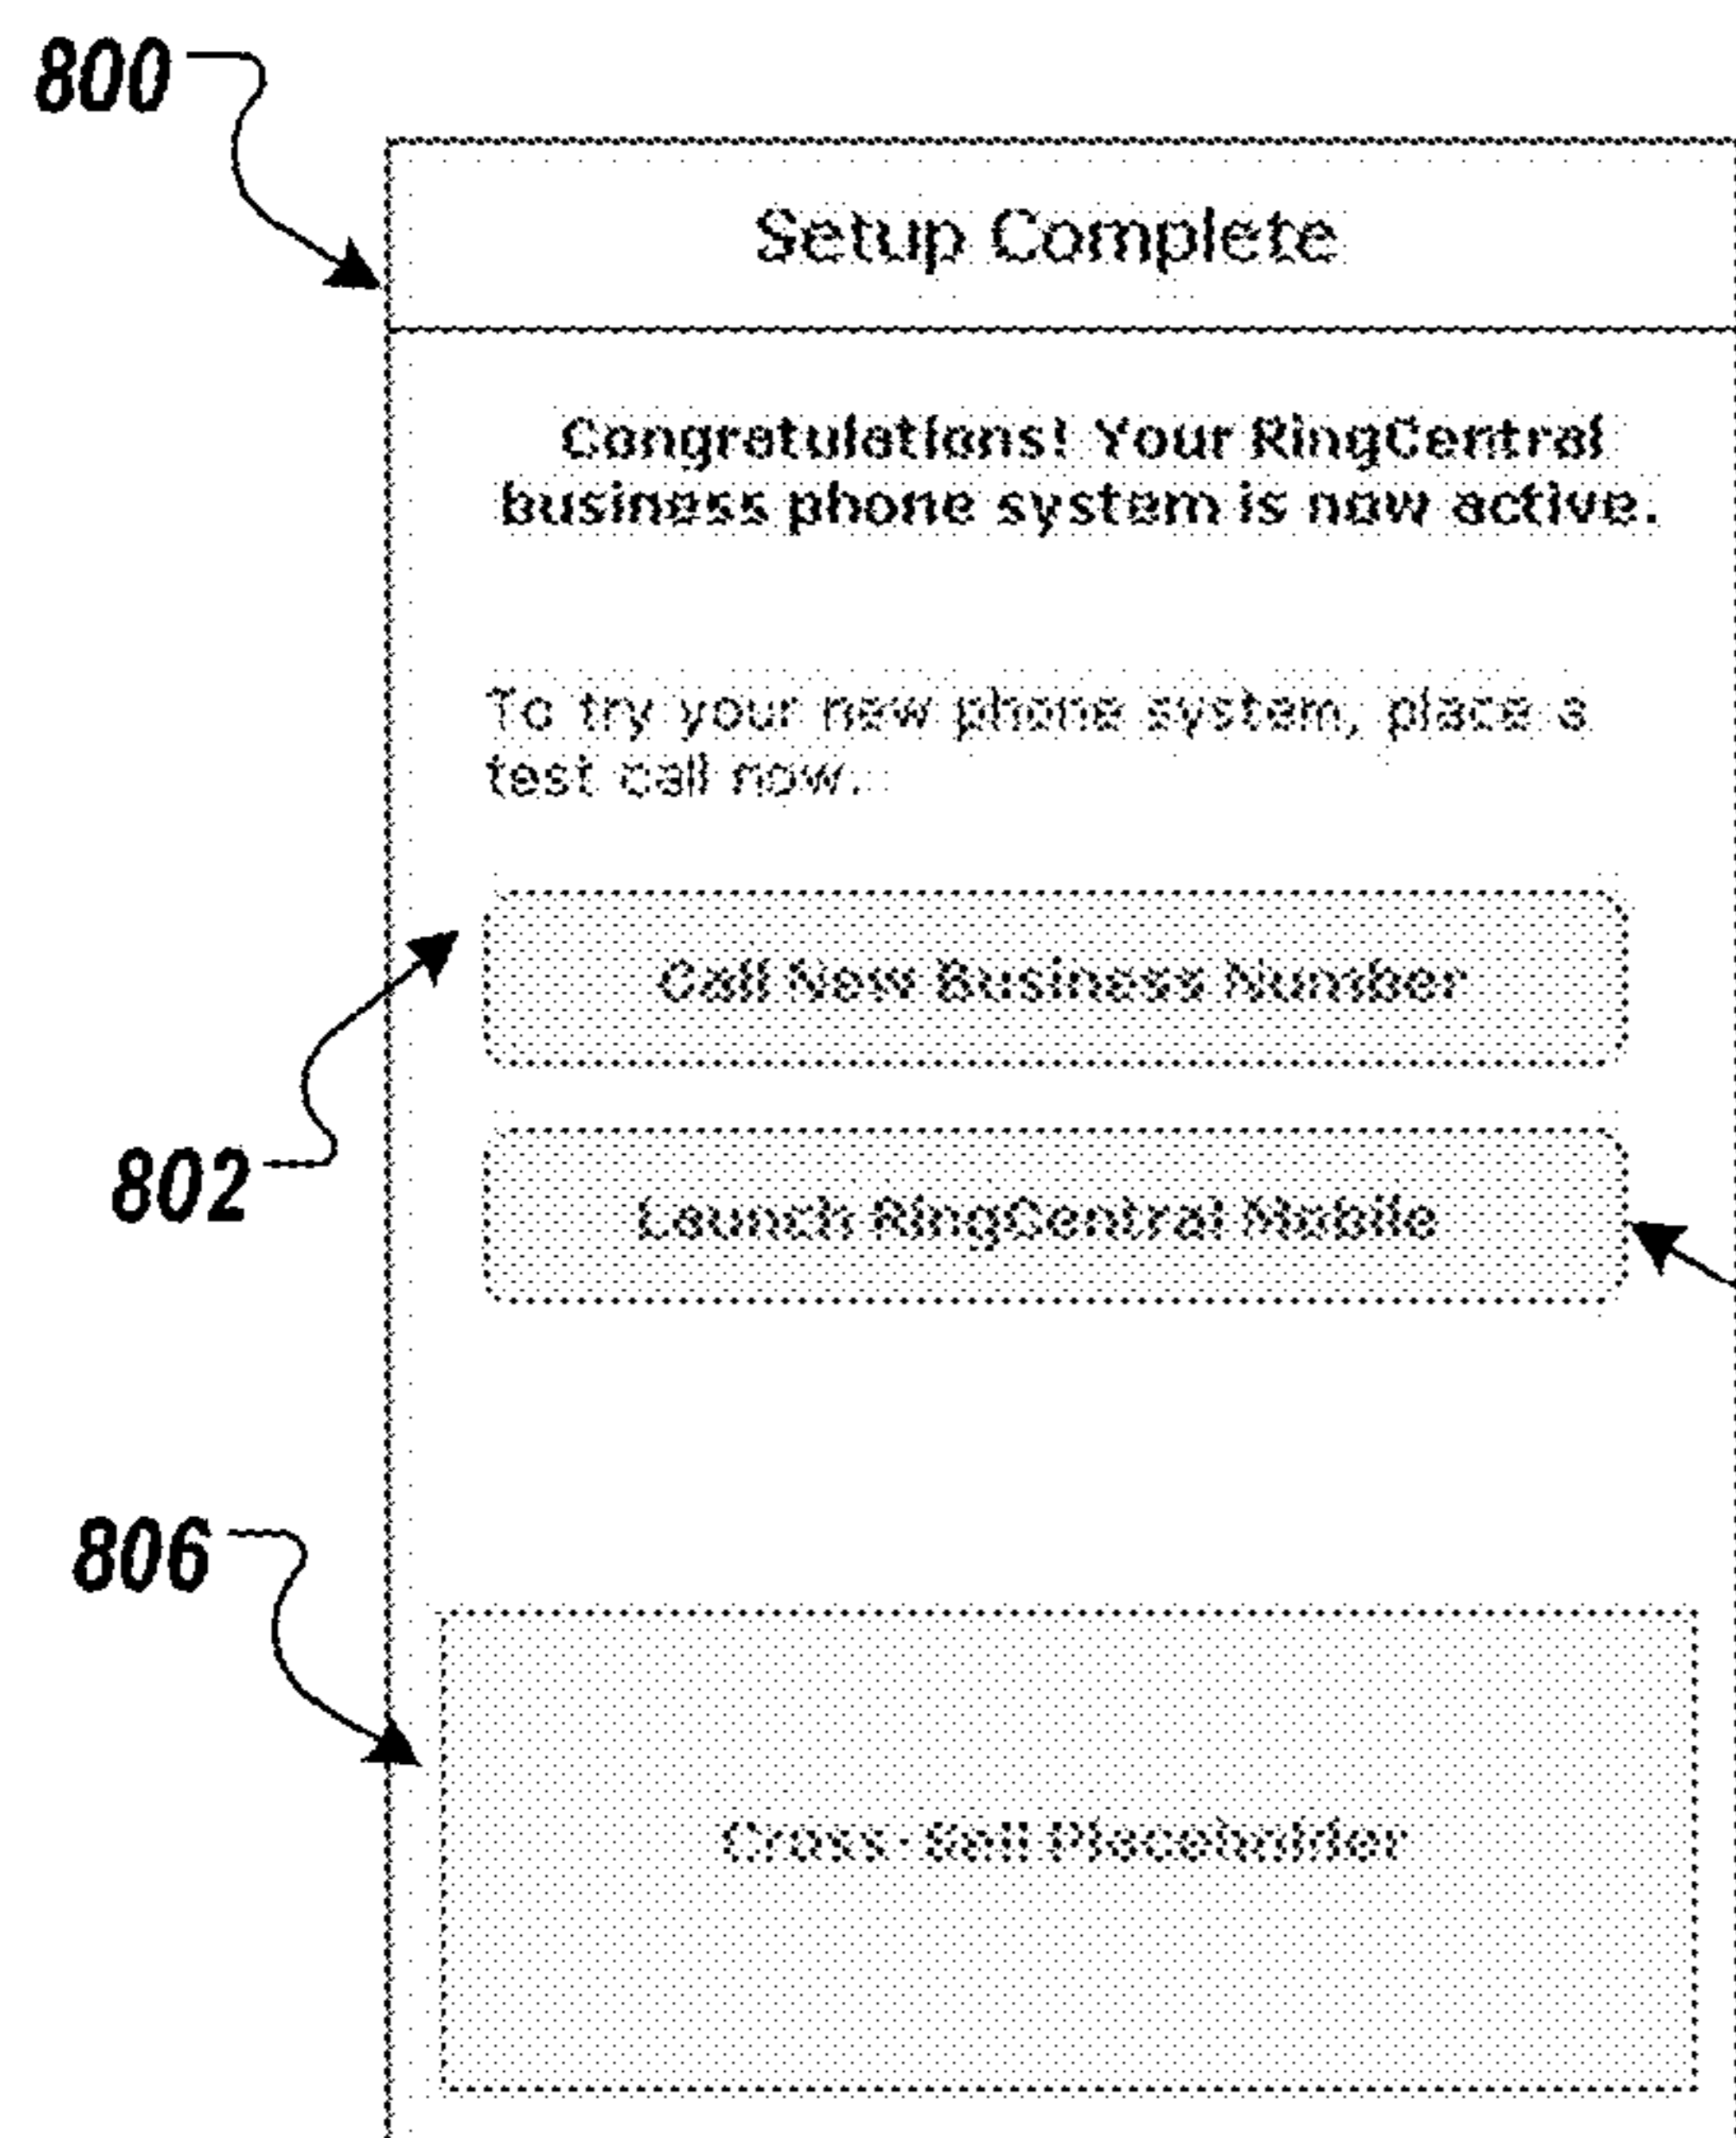 800
Setup Complete
Congratulations! Your RingCentral
business phone system is now active.
To try your new phone system, place a
test call now.
Call New Business Number
802
Launch RingCentral Mobile
806
Cross-Sell Placeholder